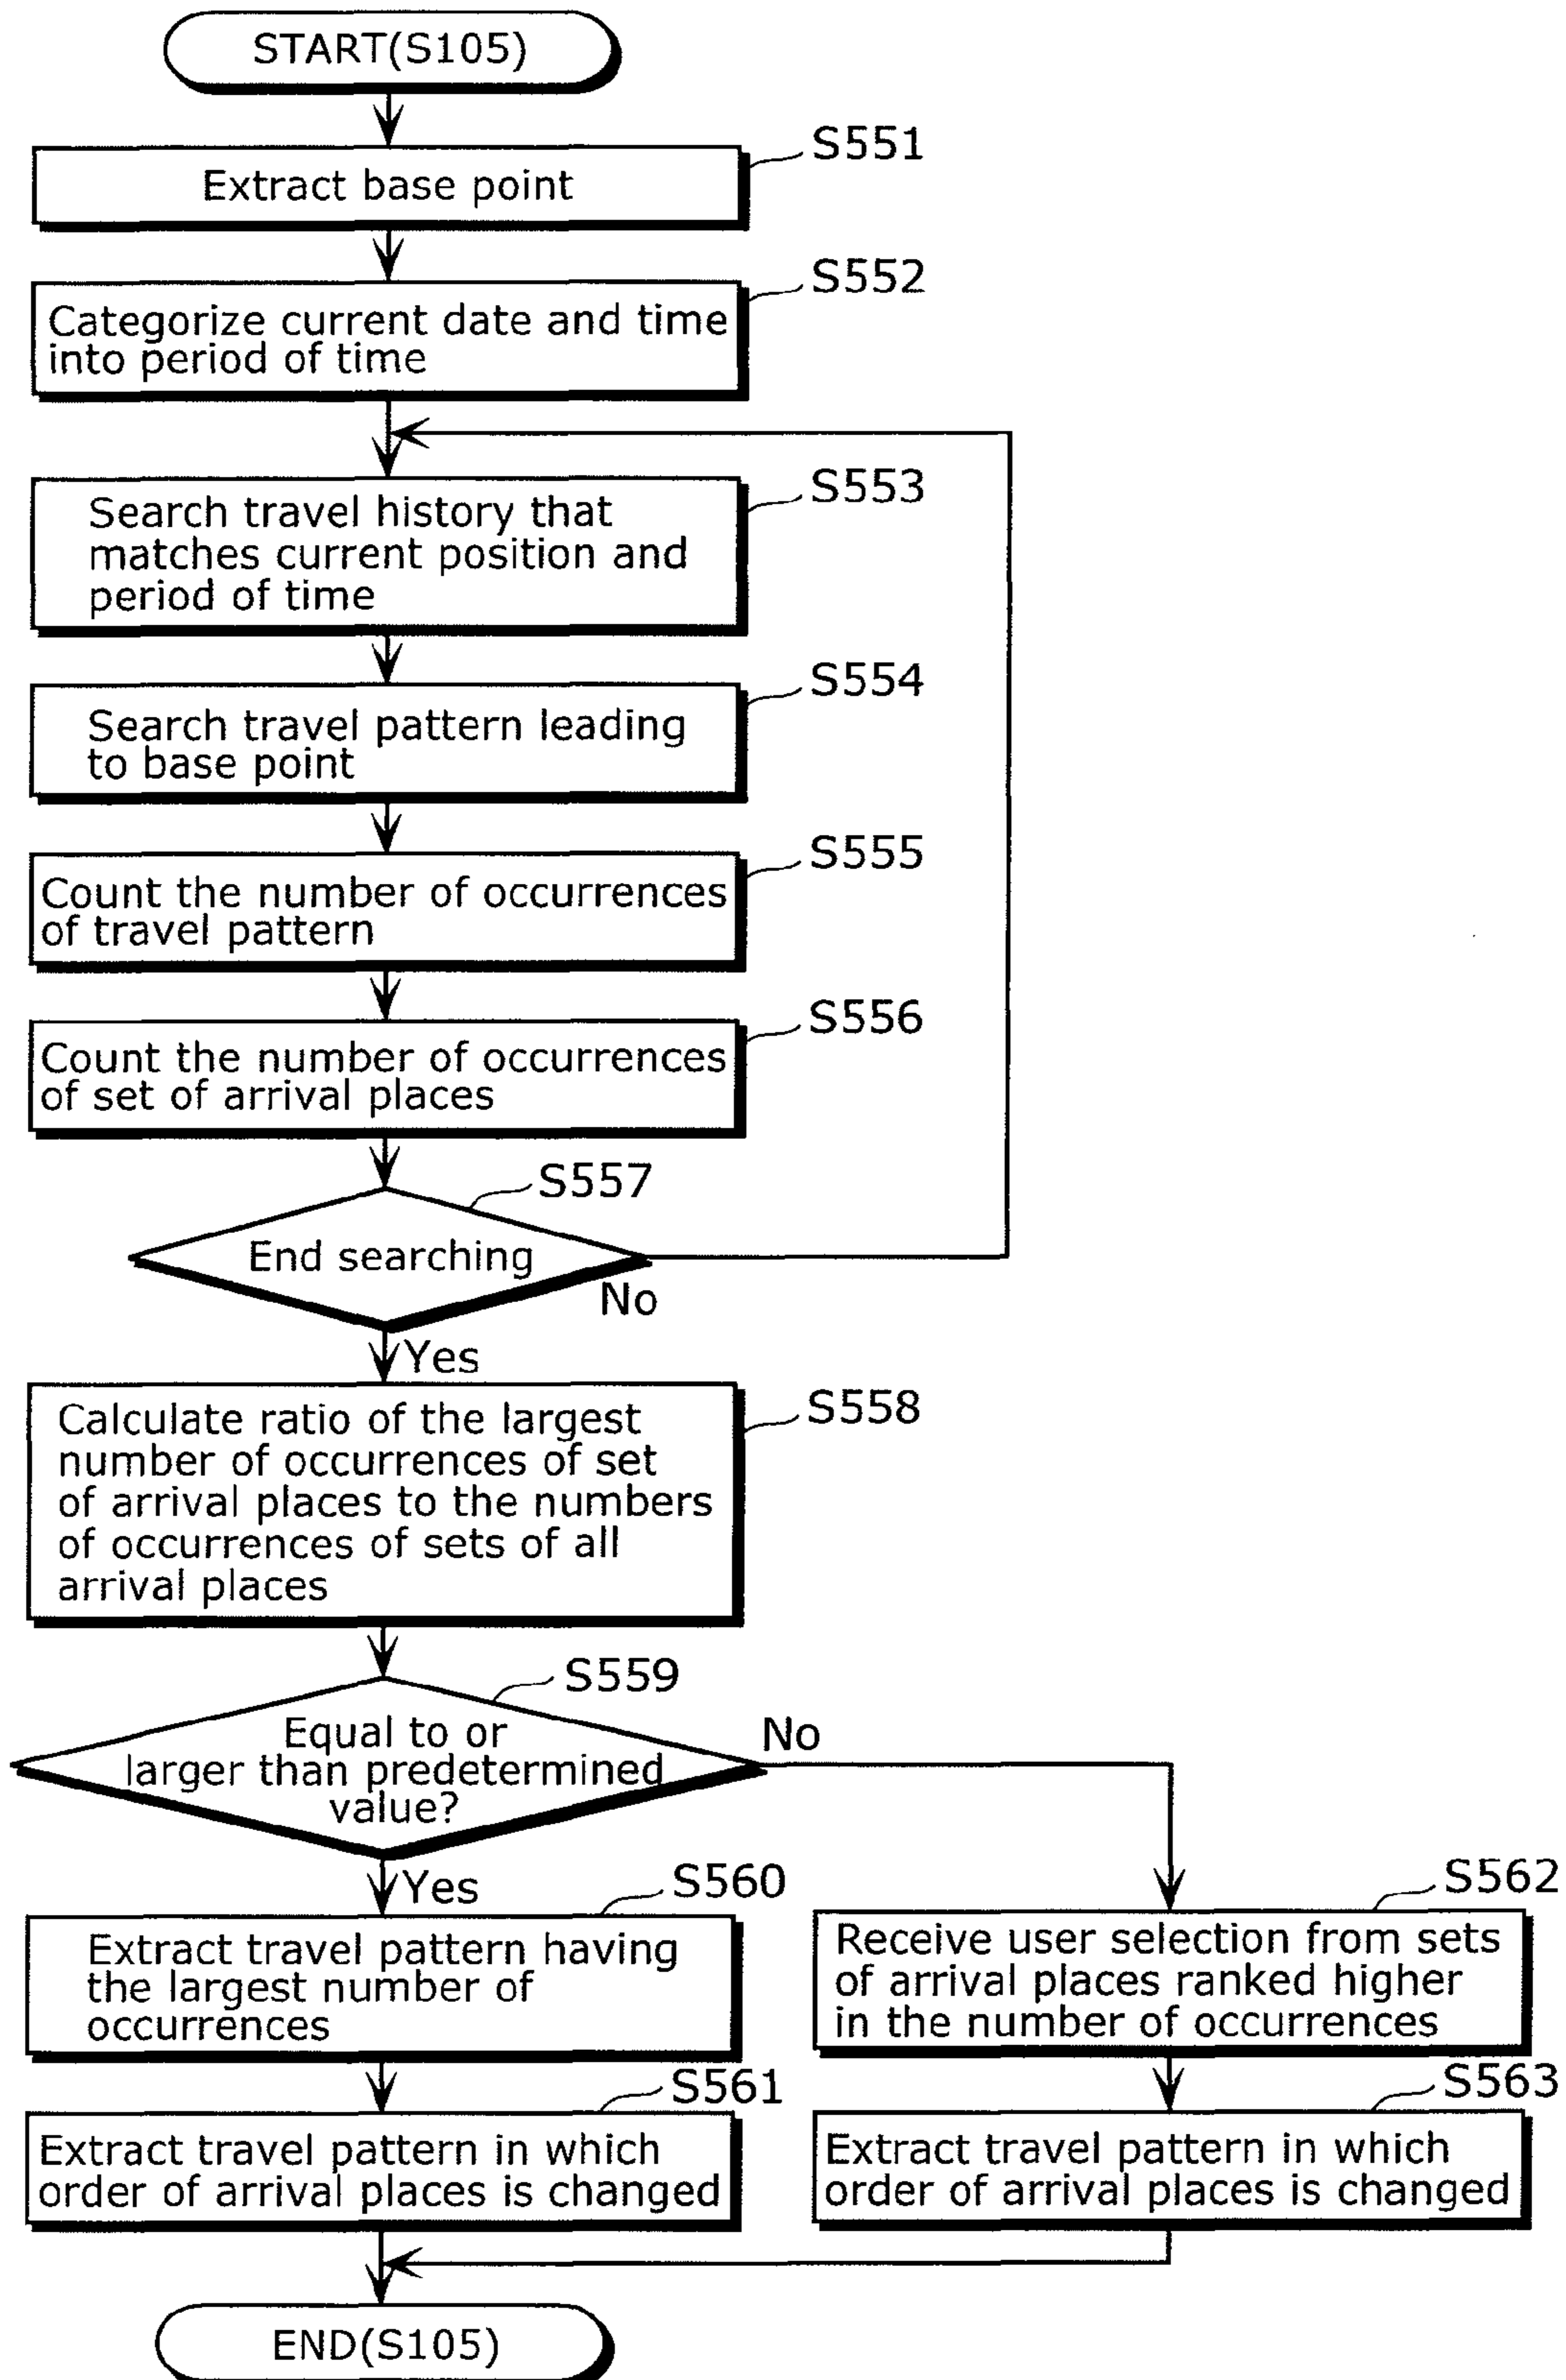 START(S105)
S551
Extract base point
S552
Categorize current date and time
into period of time
S553
Search travel history that
matches current position and
period of time
S554
Search travel pattern leading
to base point
S555
Count the number of occurrences
of travel pattern
S556
Count the number of occurrences
of set of arrival places
S557
End searching
No
Yes
S558
Calculate ratio of the largest
number of occurrences of set
of arrival places to the numbers
of occurrences of sets of all
arrival places
S559
Equal to or
larger than predetermined
value?
No
Yes
S560
Extract travel pattern having
the largest number of
occurrences
S562
Receive user selection from sets
of arrival places ranked higher
in the number of occurrences
S561
Extract travel pattern in which
order of arrival places is changed
S563
Extract travel pattern in which
order of arrival places is changed
END(S105)